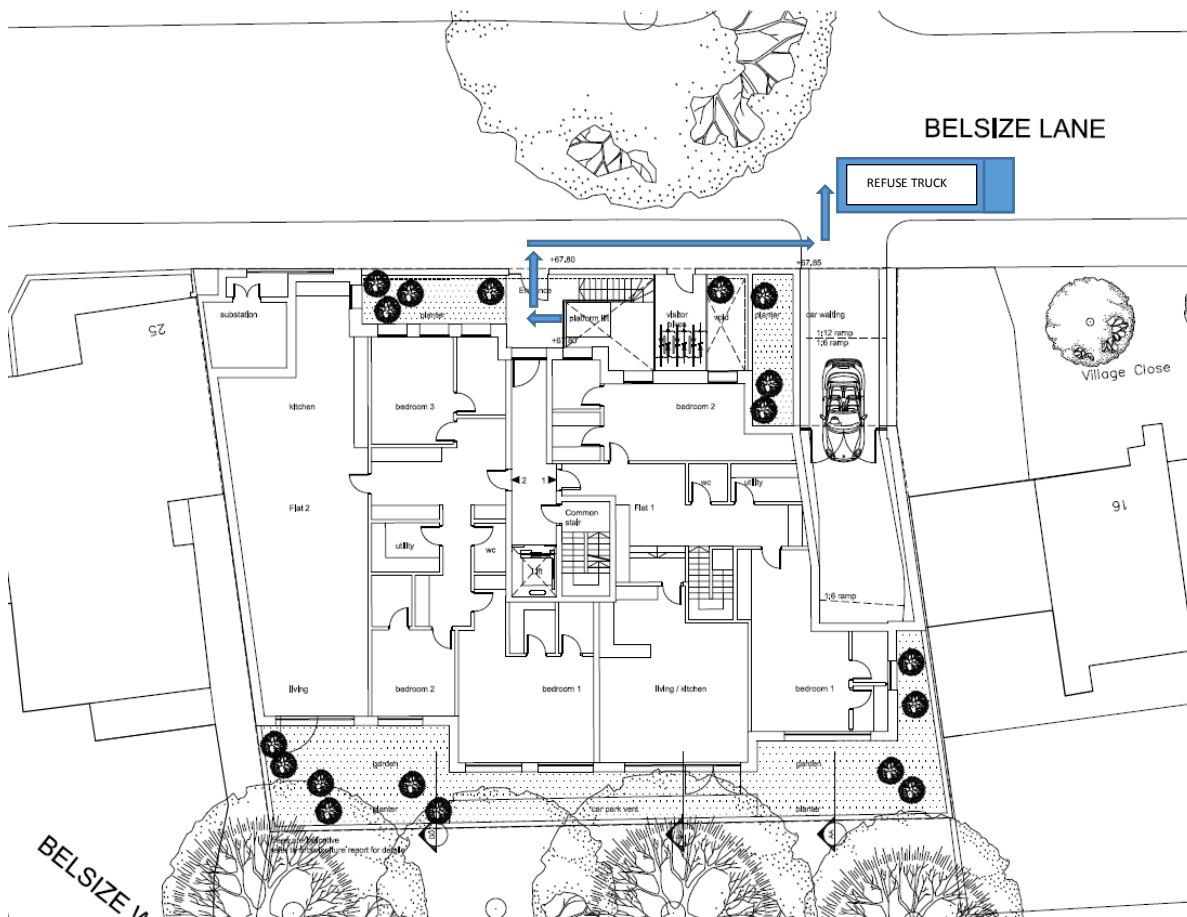 BELSIZE LANE
REFUSE TRUCK
+67.80
+67.85
Entrance
substation
planter
platform lift
visitor
bikes
void
planter
car waiting
1:12 ramp
1:6 ramp
+67.80
25
Village Close
kitchen
bedroom 3
bedroom 2
2
1
wc
utility
Flat 2
Common
stair
Flat 1
16
utility
wc
Lift
1:6 ramp
living
bedroom 2
bedroom 1
living / kitchen
bedroom 1
garden
garden
planter
car park vent
planter
BELSIZE